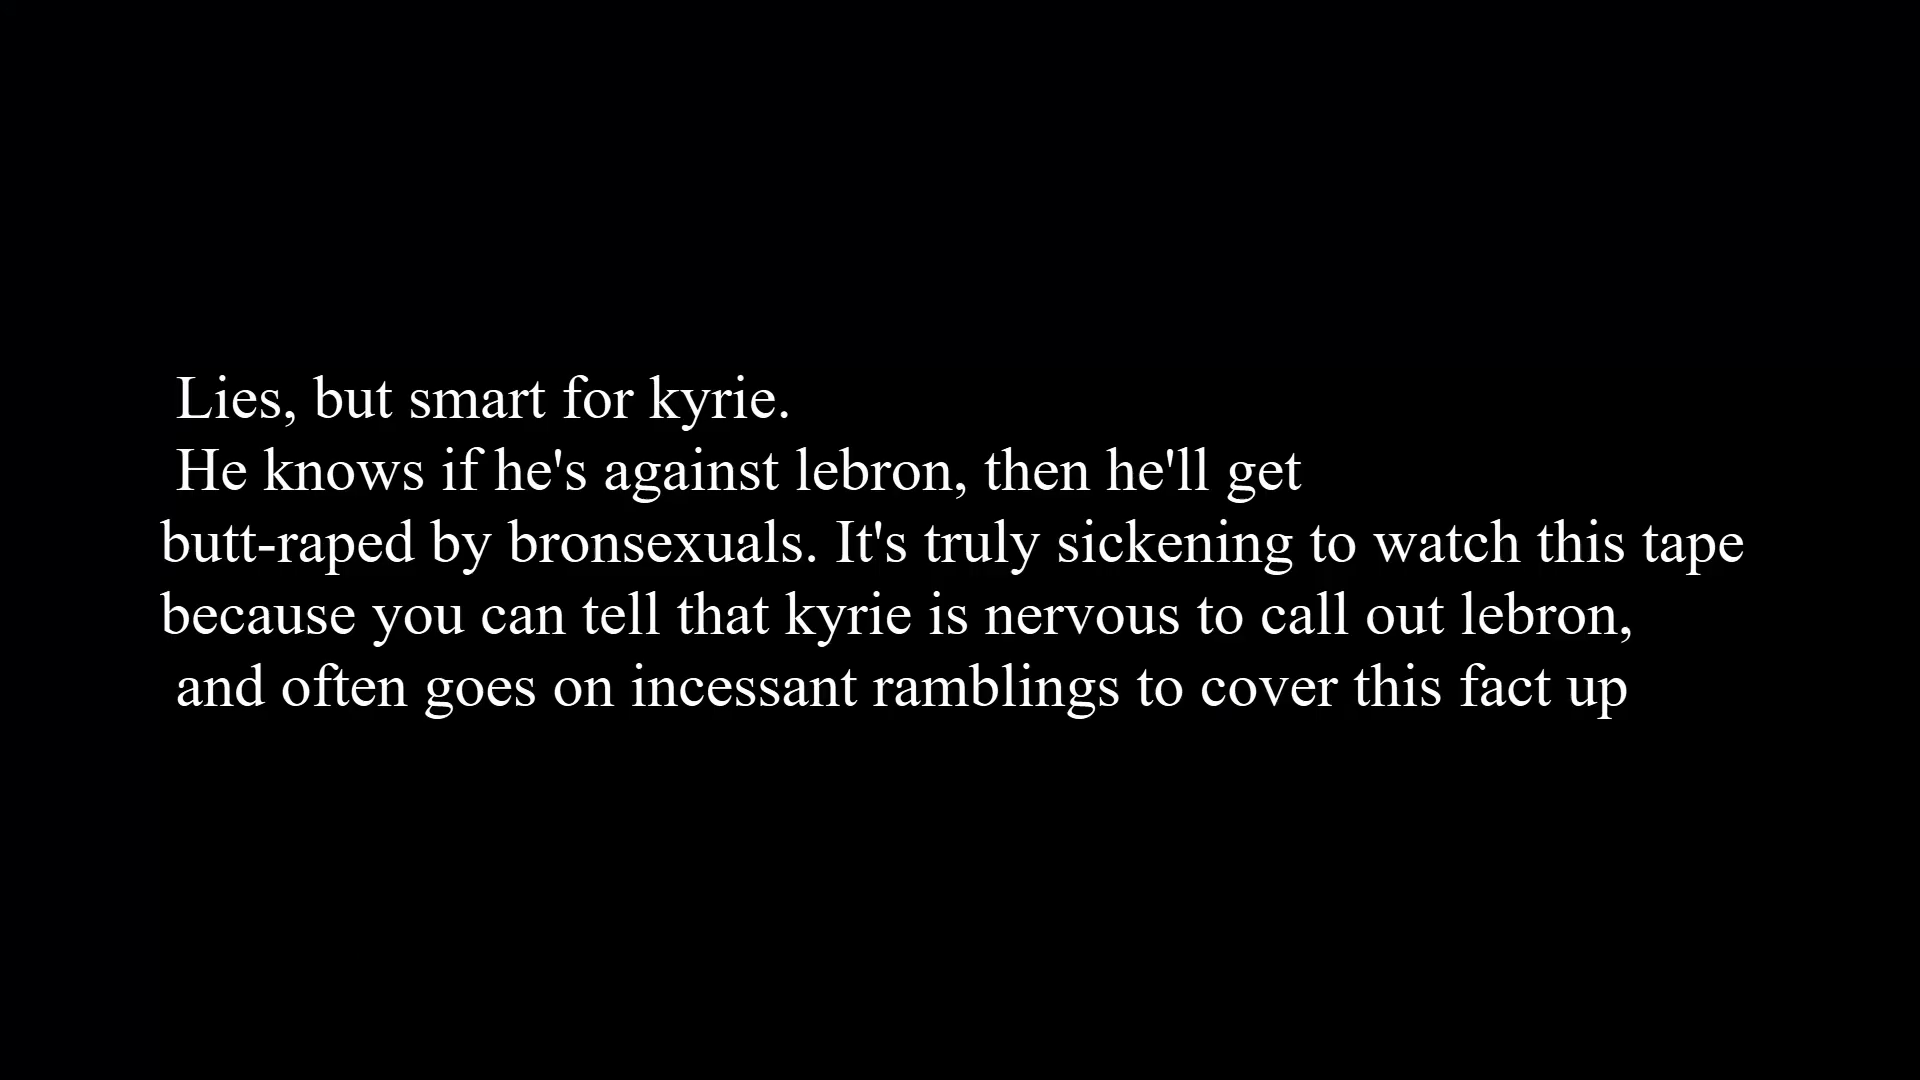 Lies, but smart for kyrie.
He knows if he's against lebron, then he'll get
butt-raped by bronsexuals. It's truly sickening to watch this tape
because you can tell that kyrie is nervous to call out lebron,
and often goes on incessant ramblings to cover this fact up